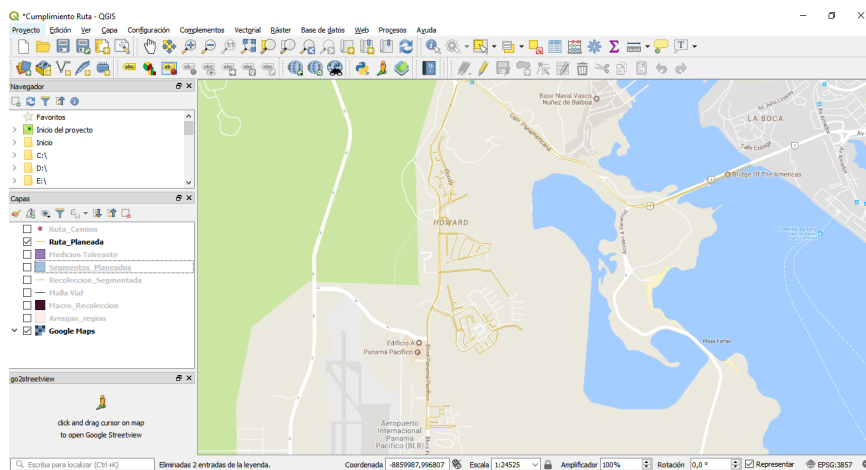 *Cumplimiento Ruta - QGIS
Proyecto Edición Ver Capa Configuración Complementos Vectorial Ráster Base de datos Web Procesos Ayuda
Navegador
Favoritos
Inicio del proyecto
Inicio
C:\
D:\
E:\
Capas
Ruta_Camion
Ruta_Planeada
Medicion Tolerante
Segmentos_Planeados
Recoleccion_Segmentada
Malla Vial
Macro_Recoleccion
Arraijan_region
Google Maps
go2streetview
click and drag cursor on map
to open Google Streetview
Base Naval Vasco
Nuñez de Balboa
Carr. Panamericana
LA BOCA
Bridge Of The Americas
HOWARD
Edificio A
Panamá Pacífico
Playa Farfan
Aeropuerto
Internacional
Panamá
Pacífico (BLB)
Escriba para localizar (Ctrl+K)
Eliminadas 2 entradas de la leyenda.
Coordenada -8859987,996807
Escala 1:24525
Amplificador 100%
Rotación 0,0 °
Representar
EPSG:3857